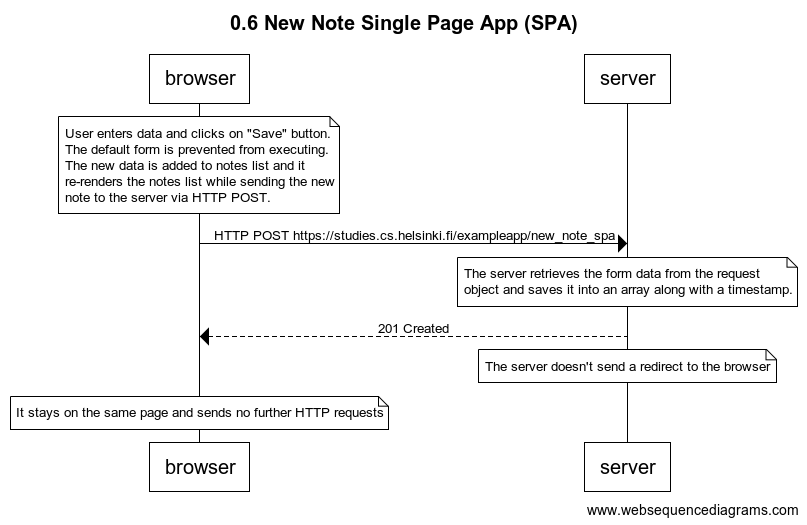 0.6 New Note Single Page App (SPA)
browser
server
User enters data and clicks on "Save" button.
The default form is prevented from executing.
The new data is added to notes list and it
re-renders the notes list while sending the new
note to the server via HTTP POST.
HTTP POST https://studies.cs.helsinki.fi/exampleapp/new_note_spa
The server retrieves the form data from the request
object and saves it into an array along with a timestamp.
201 Created
The server doesn't send a redirect to the browser
It stays on the same page and sends no further HTTP requests
browser
server
www.websequencediagrams.com